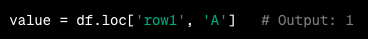 value = df.loc['row1', 'A']   # Output: 1